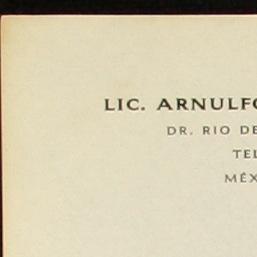 LIC. ARNULFO
DR. RIO DE
TEL
MÉX